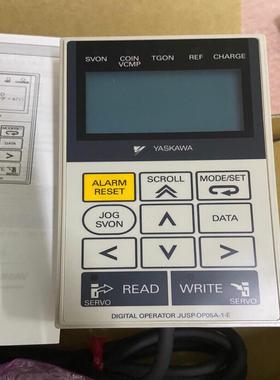 SVON COIN TGON REF CHARGE
VCMP
YASKAWA
ALARM RESET
SCROLL
MODE/SET
JOG SVON
DATA
READ
WRITE
SERVO
SERVO
DIGITAL OPERATOR JUSP-OP05A-1-E
DATA